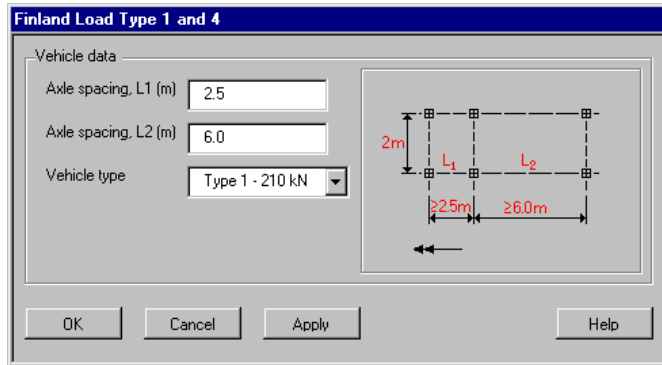 Finland Load Type 1 and 4
Vehicle data
Axle spacing, L1 (m) 2.5
Axle spacing, L2 (m) 6.0
Vehicle type Type 1 - 210 kN
2m
L1 L2
≥2.5m ≥6.0m
OK Cancel Apply Help